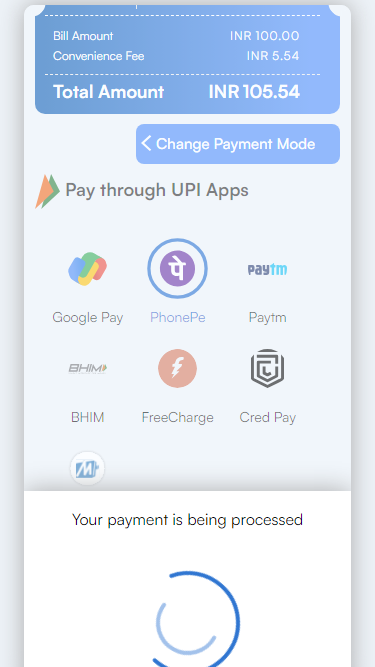 Bill Amount INR 100.00
Convenience Fee INR 5.54
Total Amount INR 105.54
Change Payment Mode
Pay through UPI Apps
पे
paytm
Google Pay PhonePe Paytm
BHIM
BHIM FreeCharge Cred Pay
Your payment is being processed